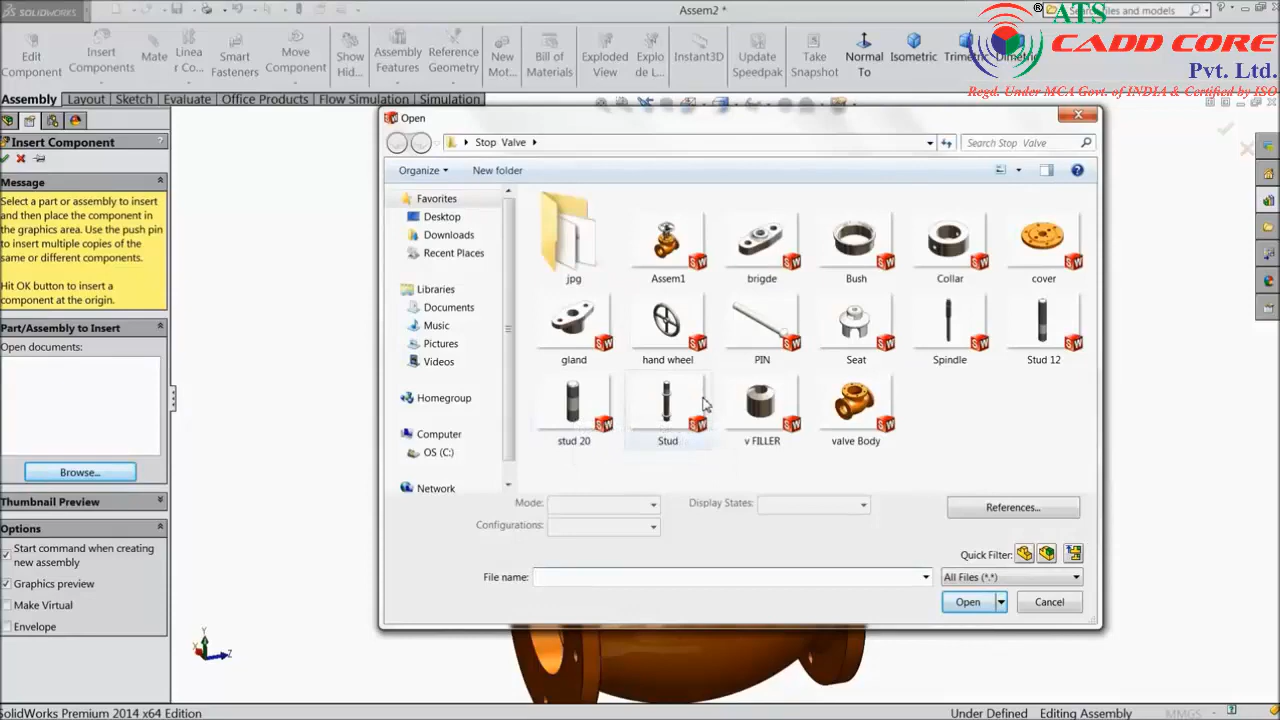 SOLIDWORKS
Assem2 *
Search files and models
® ATS
CADD CORE
Pvt. Ltd.
Regd. Under MCA Govt. of INDIA & Certified by ISO
Edit Component
Insert Components
Mate
Linea r Co...
Smart Fasteners
Move Component
Show Hid...
Assembly Features
Reference Geometry
New Mot...
Bill of Materials
Exploded View
Explo de L...
Instant3D
Update Speedpak
Take Snapshot
Normal To
Isometric
Trimetric
Dimetric
Assembly
Layout
Sketch
Evaluate
Office Products
Flow Simulation
Simulation
Insert Component
?
Message
Select a part or assembly to insert
and then place the component in
the graphics area. Use the push pin
to insert multiple copies of the
same or different components.
Hit OK button to insert a
component at the origin.
Part/Assembly to Insert
Open documents:
Browse...
Thumbnail Preview
Options
Start command when creating
new assembly
Graphics preview
Make Virtual
Envelope
Open
Stop Valve
Search Stop Valve
Organize
New folder
Favorites
Desktop
Downloads
Recent Places
Libraries
Documents
Music
Pictures
Videos
Homegroup
Computer
OS (C:)
Network
jpg
Assem1
brigde
Bush
Collar
cover
gland
hand wheel
PIN
Seat
Spindle
Stud 12
stud 20
Stud
v FILLER
valve Body
Mode:
Display States:
References...
Configurations:
Quick Filter:
File name:
All Files (*.*)
Open
Cancel
Y
X
Z
SolidWorks Premium 2014 x64 Edition
Under Defined
Editing Assembly
MMGS